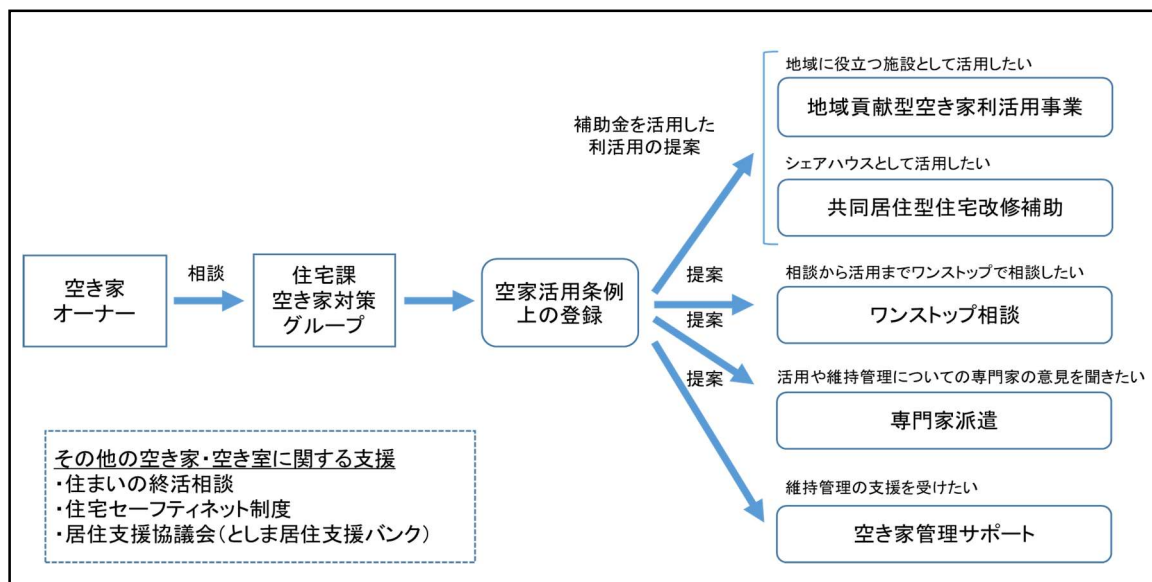 空き家
オーナー
相談
住宅課
空き家対策
グループ
空家活用条例
上の登録
補助金を活用した
利活用の提案
地域に役立つ施設として活用したい
地域貢献型空き家利活用事業
シェアハウスとして活用したい
共同居住型住宅改修補助
提案
相談から活用までワンストップで相談したい
ワンストップ相談
提案
活用や維持管理についての専門家の意見を聞きたい
専門家派遣
提案
維持管理の支援を受けたい
空き家管理サポート
その他の空き家・空き室に関する支援
・住まいの終活相談
・住宅セーフティネット制度
・居住支援協議会(としま居住支援バンク)